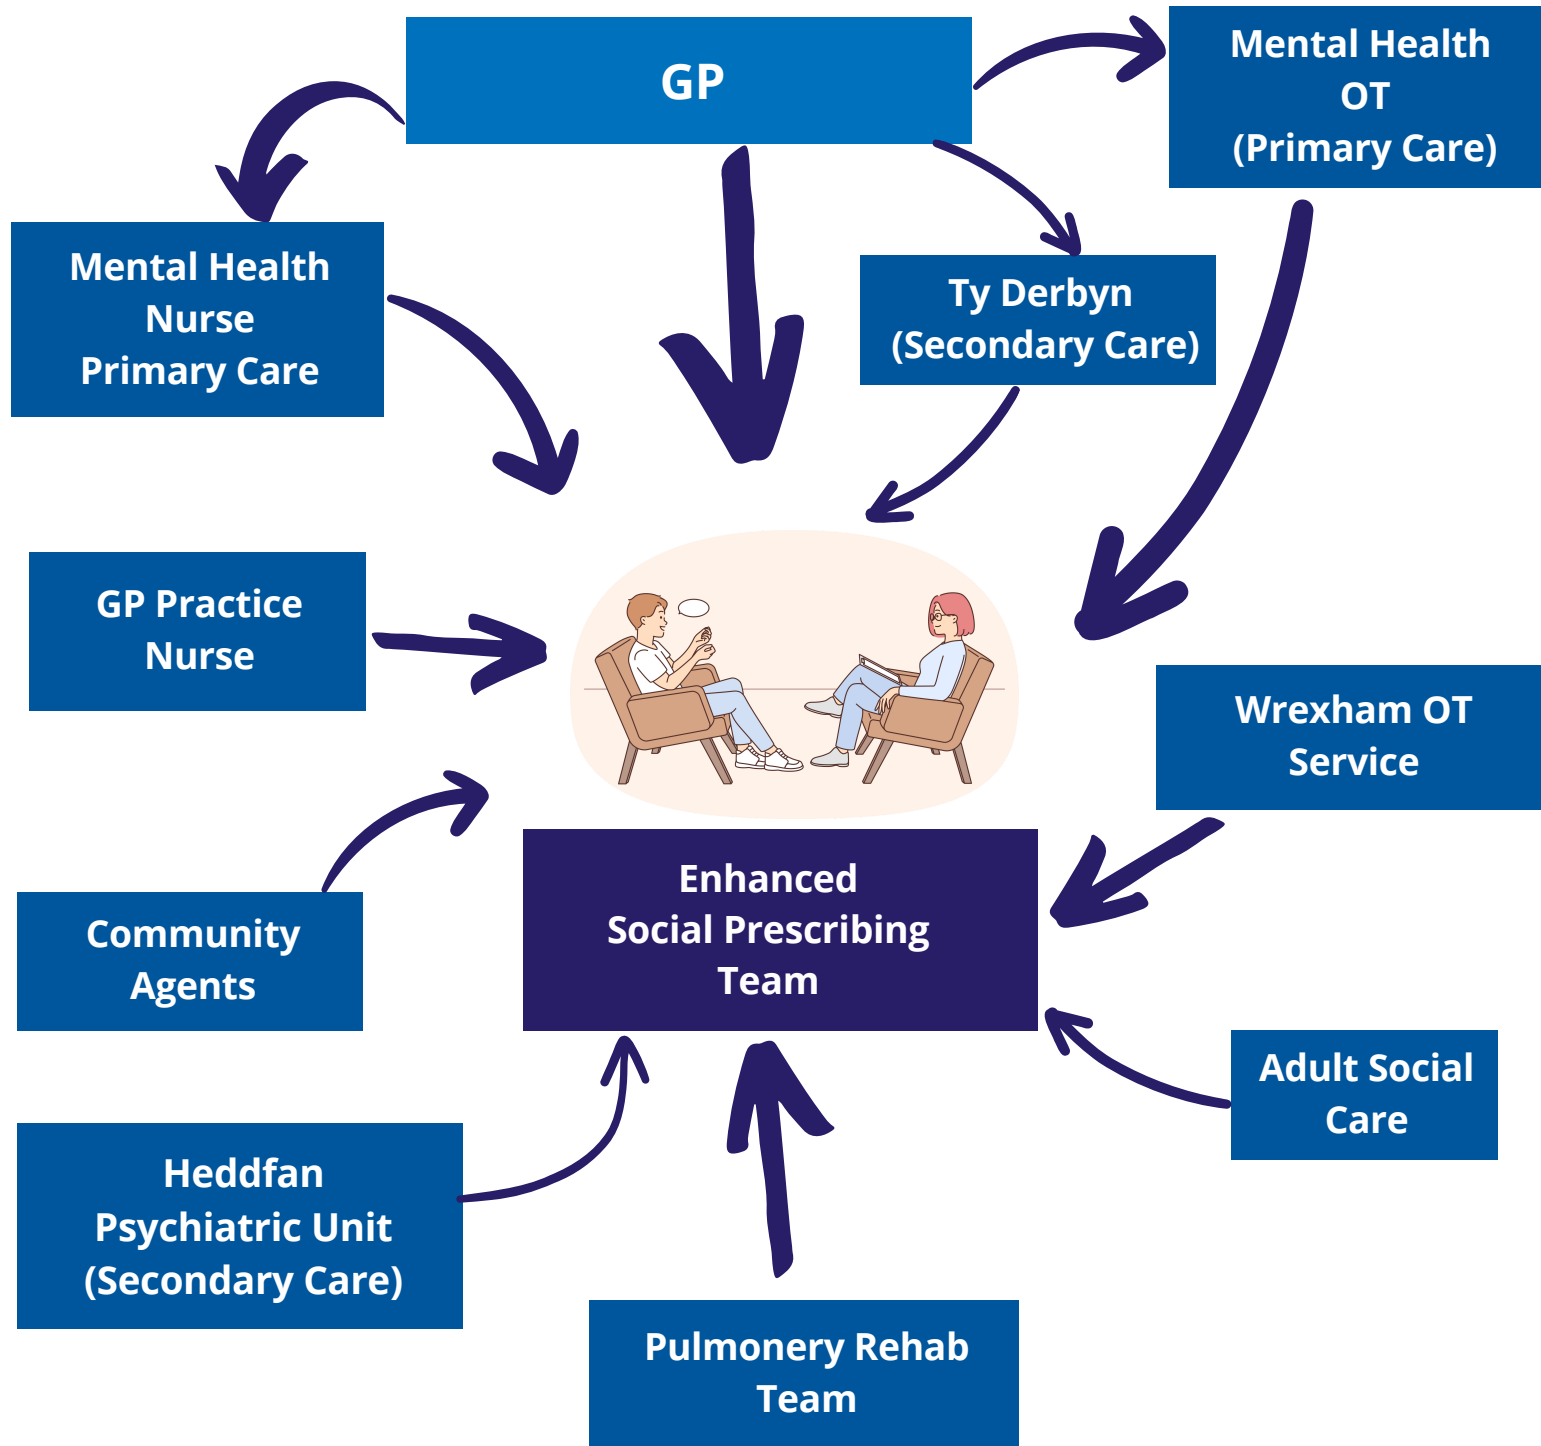 GP
Mental Health
OT
(Primary Care)
Mental Health
Nurse
Primary Care
Ty Derbyn
(Secondary Care)
GP Practice
Nurse
Wrexham OT
Service
Enhanced
Social Prescribing
Team
Community
Agents
Adult Social
Care
Heddfan
Psychiatric Unit
(Secondary Care)
Pulmonery Rehab
Team